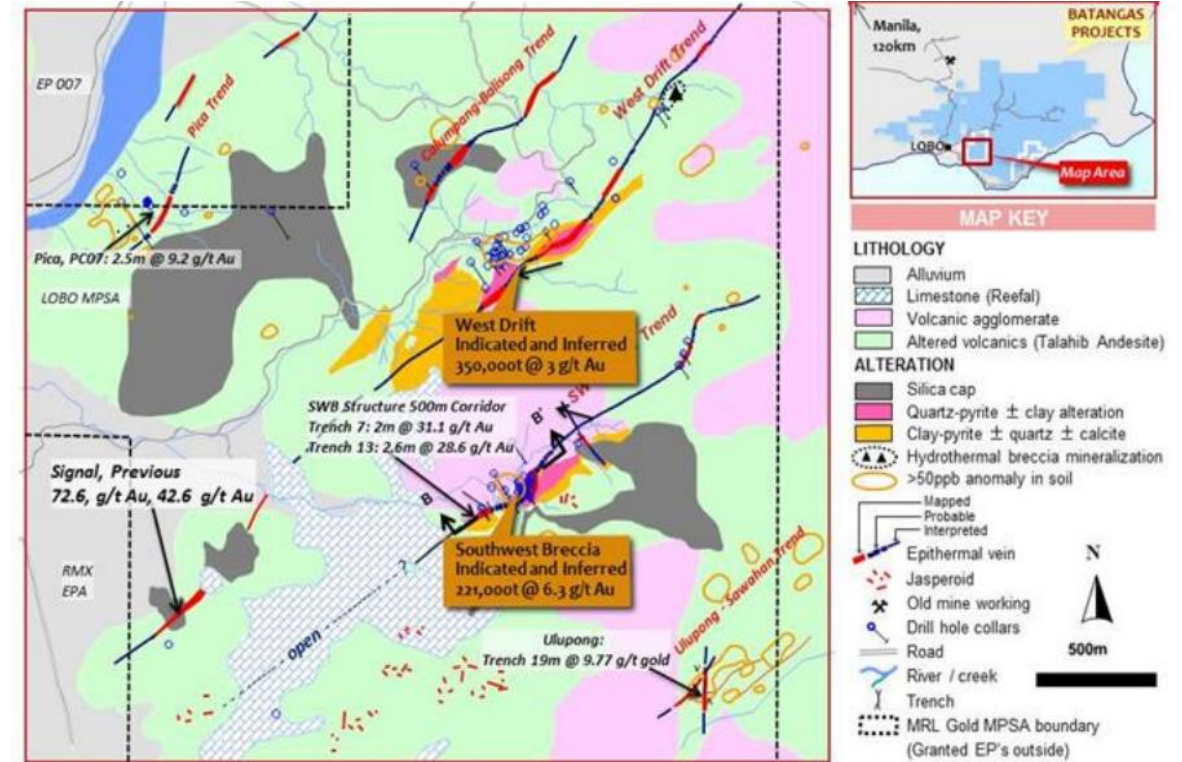 EP 007
Pica Trend
Calumpang-Balisong Trend
West Drift Trend
Pica, PC07: 2.5m @ 9.2 g/t Au
LOBO MPSA
West Drift
Indicated and Inferred
350,000t @ 3 g/t Au
SW
Trend
SWB Structure 500m Corridor
Trench 7: 2m @ 31.1 g/t Au
Trench 13: 2.6m @ 28.6 g/t Au
B'
B
Signal, Previous
72.6, g/t Au, 42.6 g/t Au
Southwest Breccia
Indicated and Inferred
221,000t @ 6.3 g/t Au
RMX
EPA
?
open
Ulupong:
Trench 19m @ 9.77 g/t gold
Ulupong - Sawahan Trend
Manila,
120km
BATANGAS
PROJECTS
LOBO
Map Area
MAP KEY
LITHOLOGY
Alluvium
Limestone (Reefal)
Volcanic agglomerate
Altered volcanics (Talahib Andesite)
ALTERATION
Silica cap
Quartz-pyrite ± clay alteration
Clay-pyrite ± quartz ± calcite
Hydrothermal breccia mineralization
>50ppb anomaly in soil
Mapped
Probable
Interpreted
Epithermal vein
Jasperoid
Old mine working
Drill hole collars
Road
River / creek
Trench
MRL Gold MPSA boundary
(Granted EP's outside)
N
500m